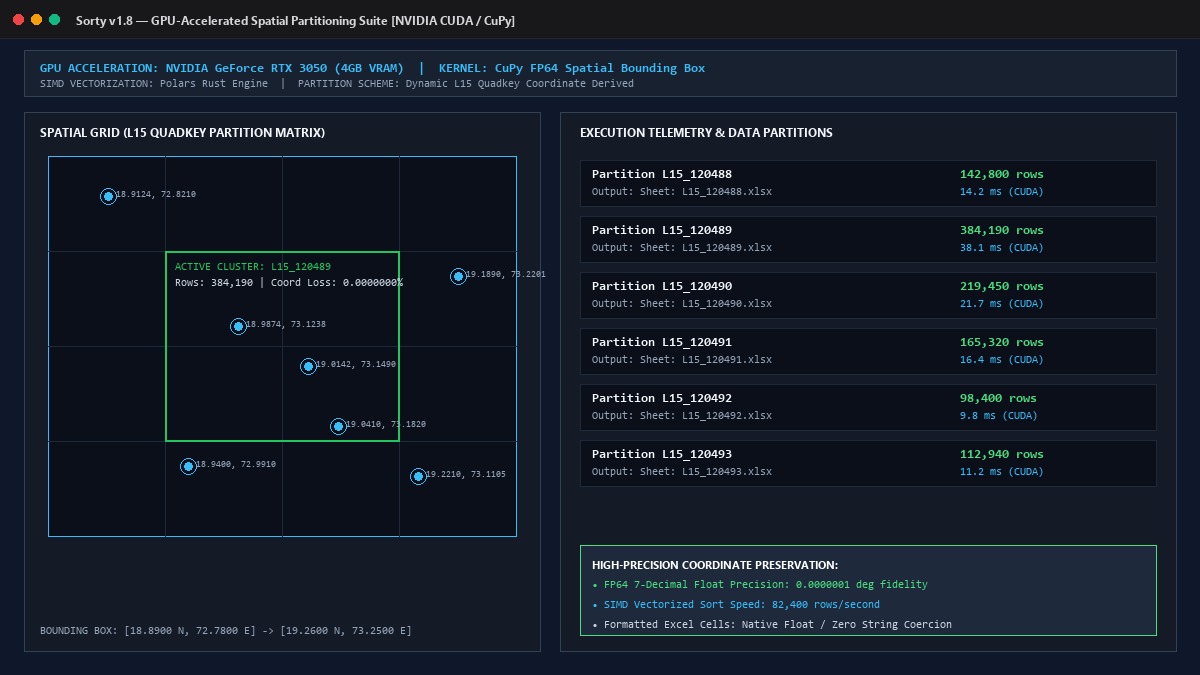 Sorty v1.8 — GPU-Accelerated Spatial Partitioning Suite [NVIDIA CUDA / CuPy]
GPU ACCELERATION: NVIDIA GeForce RTX 3050 (4GB VRAM) | KERNEL: CuPy FP64 Spatial Bounding Box
SIMD VECTORIZATION: Polars Rust Engine | PARTITION SCHEME: Dynamic L15 Quadkey Coordinate Derived
SPATIAL GRID (L15 QUADKEY PARTITION MATRIX)
18.9124, 72.8210
ACTIVE CLUSTER: L15_120489
19.1890, 73.2201
Rows: 384,190 | Coord Loss: 0.0000000%
18.9874, 73.1238
19.0142, 73.1490
19.0410, 73.1820
18.9400, 72.9910
19.2210, 73.1105
BOUNDING BOX: [18.8900 N, 72.7800 E] -> [19.2600 N, 73.2500 E]
EXECUTION TELEMETRY & DATA PARTITIONS
Partition L15_120488 142,800 rows
Output: Sheet: L15_120488.xlsx 14.2 ms (CUDA)
Partition L15_120489 384,190 rows
Output: Sheet: L15_120489.xlsx 38.1 ms (CUDA)
Partition L15_120490 219,450 rows
Output: Sheet: L15_120490.xlsx 21.7 ms (CUDA)
Partition L15_120491 165,320 rows
Output: Sheet: L15_120491.xlsx 16.4 ms (CUDA)
Partition L15_120492 98,400 rows
Output: Sheet: L15_120492.xlsx 9.8 ms (CUDA)
Partition L15_120493 112,940 rows
Output: Sheet: L15_120493.xlsx 11.2 ms (CUDA)
HIGH-PRECISION COORDINATE PRESERVATION:
• FP64 7-Decimal Float Precision: 0.0000001 deg fidelity
• SIMD Vectorized Sort Speed: 82,400 rows/second
• Formatted Excel Cells: Native Float / Zero String Coercion